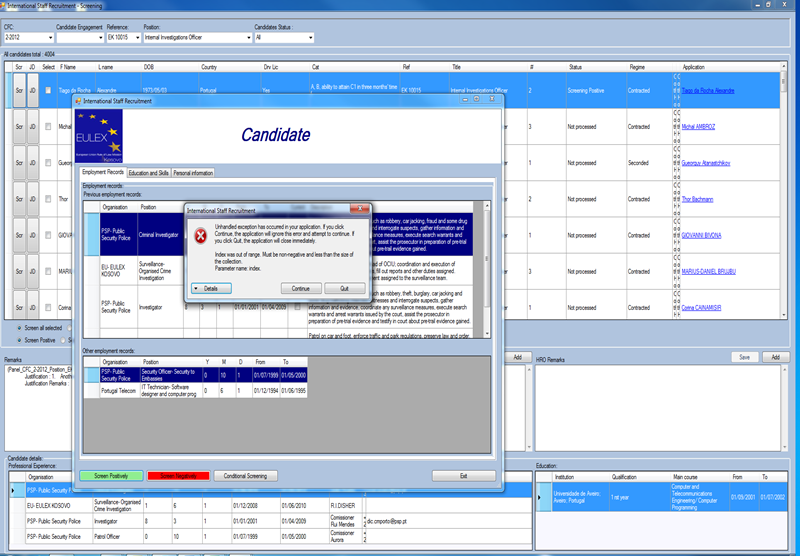 International Staff Recruitment - Screening
CFC: Candidate Engagement Reference: Position: Candidates Status:
2-2012 EK 10015 Internal Investigations Officer All
All candidates total : 4004
Scr JD Select F Name L name DOB Country Drv Lic Cat Ref Title # Status Regime Application
Scr JD Tiago da Rocha Alexandre 1973/05/03 Portugal Yes A, B. ability to attain C1 in three months' time EK 10015 Internal Investigations Officer 2 Screening Positive Contracted Tiago da Rocha Alexandre
Scr JD Michal 3 Not processed Contracted Michal AMBROZ
Scr JD Gueorguy 1 Not processed Seconded Gueorguy Atanastchikov
Scr JD Thor 2 Not processed Contracted Thor Bachmann
Scr JD GIOVANNI BIVONA 3 Not processed Contracted
Scr JD MARIUS 3 Not processed Contracted MARIUS-DANIEL BRUJBU
Scr JD Corina 1 Not processed Contracted Corina CAINAMISIR
Screen all selected
Screen Positive
International Staff Recruitment
EULEX
Candidate
Employment Records Education and Skills Personal information
Employment records:
Previous employment records:
Organisation Position
PSP- Public Security Police Criminal Investigator such as robbery, car jacking, fraud and some drug
and interrogate suspects, gather information and
measures, execute search warrants and
, assist the prosecutor in preparation of pre-trial
pre-trial evidence gained.
EU- EULEX KOSOVO Surveillance- Organised Crime Investigator ead of OCIU; coordination and execution of
, fill out reports and other duties assigned.
ment assigned to the surveillance team.
PSP- Public Security Police Investigator 8 3 1 01/01/2001 01/04/2009 such as robbery, theft, burglary, car jacking and
nesses and interrogate suspects, gather
information and evidence, coordinate any surveillance measures, execute search
warrants and arrest warrants issued by the court, assist the prosecutor in
preparation of pre-trial evidence and testify in court about pre-trial evidence gained.
Patrol on car and foot, enforce traffic and park regulations, preserve law and order,
International Staff Recruitment
Unhandled exception has occurred in your application. If you click
Continue, the application will ignore this error and attempt to continue. If
you click Quit, the application will close immediately.
Index was out of range. Must be non-negative and less than the size of
the collection.
Parameter name: index.
Details Continue Quit
Other employment records:
Organisation Position Y M D From To
PSP- Public Security Police Security Officer- Security to Embassies 0 10 1 01/07/1999 01/05/2000
Portugal Telecom IT Technician- Software designer and computer prog 0 6 1 01/12/1994 01/06/1995
Screen Positively Screen Negatively Conditional Screening Exit
Remarks Add HRO Remarks Save Add
(Panel_CFC_2-2012_Position_EK
Justification : 1. Anothe
Justification Remarks :
Candidate details:
Professional Experience: Education:
Organisation
PSP- Public Security P
EU- EULEX KOSOVO Surveillance- Organised Crime Investigator 1 6 1 01/12/2008 01/06/2010 R.I DISHER
PSP- Public Security Police Investigator 8 3 1 01/01/2001 01/04/2009 Comissioner Rui Mendes dic.cmporto@psp.pt
PSP- Public Security Police Patrol Officer 0 10 1 01/07/1999 01/05/2000 Comissioner Aurora
Institution Qualification Main course From To
Universidade de Aveiro; Aveiro; Portugal 1 rst year Computer and Telecommunications Engineering / Computer Programming 01/09/2001 01/07/2002